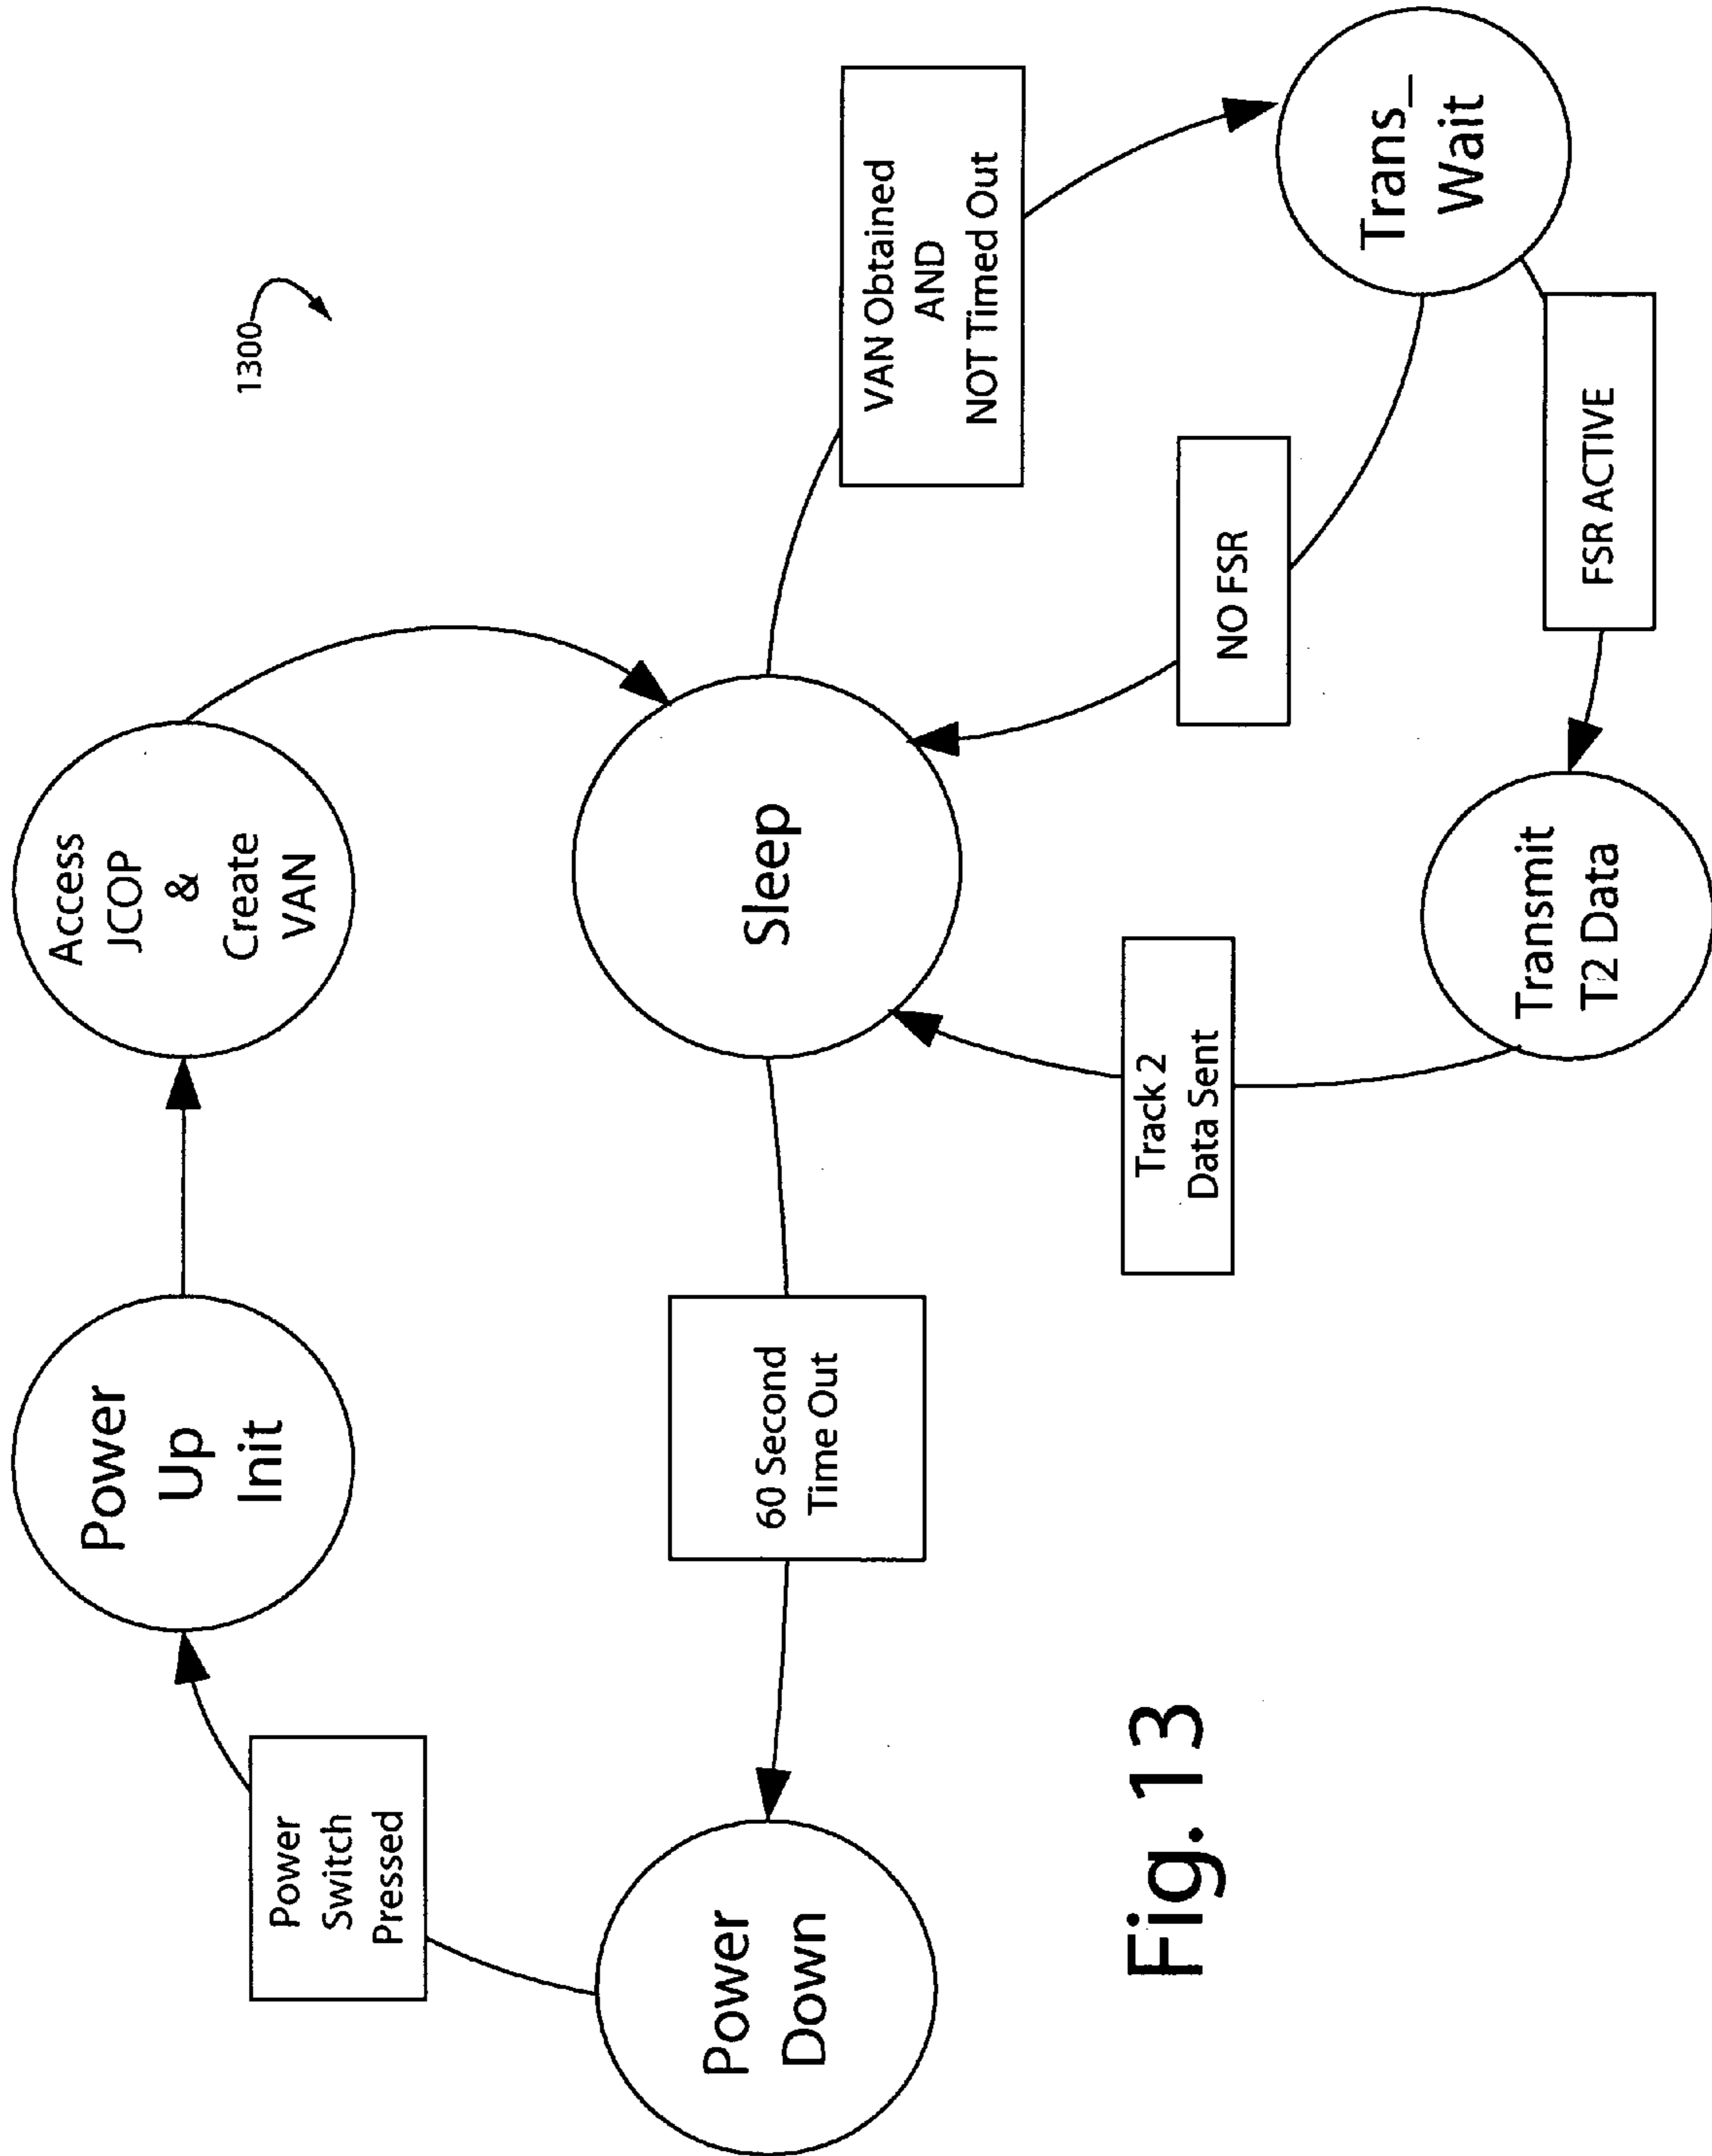 1300
Power
Up
Init
Access
JCOP
&
Create
VAN
Power
Switch
Pressed
VAN Obtained
AND
NOT Timed Out
Power
Down
60 Second
Time Out
Sleep
NO FSR
Trans_
Wait
Track 2
Data Sent
FSR ACTIVE
Transmit
T2 Data
Fig. 13